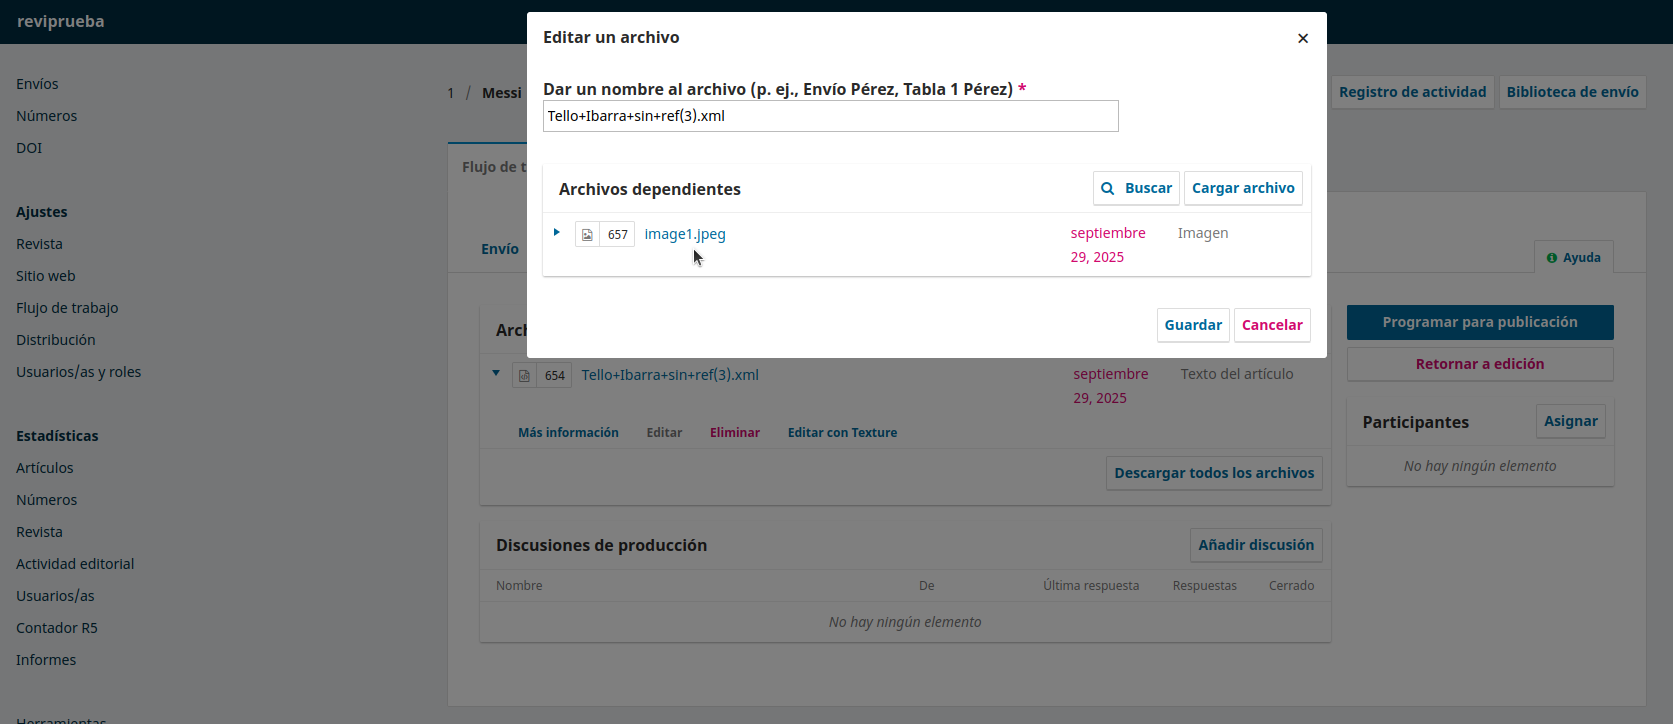 reviprueba
Editar un archivo
×
Dar un nombre al archivo (p. ej., Envío Pérez, Tabla 1 Pérez) *
Tello+Ibarra+sin+ref(3).xml
Archivos dependientes
Buscar
Cargar archivo
657
image1.jpeg
septiembre
29, 2025
Imagen
Guardar
Cancelar
Envíos
Números
DOI
Ajustes
Revista
Sitio web
Flujo de trabajo
Distribución
Usuarios/as y roles
Estadísticas
Artículos
Números
Revista
Actividad editorial
Usuarios/as
Contador R5
Informes
Herramientas
1 / Messi
Registro de actividad
Biblioteca de envío
Flujo de t
Envío
Ayuda
Arch
654
Tello+Ibarra+sin+ref(3).xml
septiembre
29, 2025
Texto del artículo
Más información
Editar
Eliminar
Editar con Texture
Descargar todos los archivos
Discusiones de producción
Añadir discusión
Nombre
De
Última respuesta
Respuestas
Cerrado
No hay ningún elemento
Programar para publicación
Retornar a edición
Participantes
Asignar
No hay ningún elemento